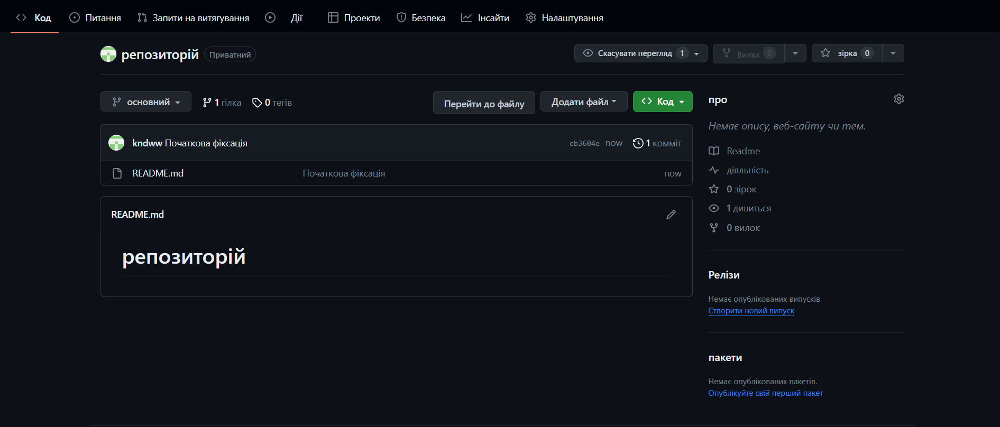 Код Питання Запити на витягування Дії Проекти Безпека Інсайти Налаштування
репозиторій Приватний Скасувати перегляд 1 Вилка 0 зірка 0
основний 1 гілка 0 тегів Перейти до файлу Додати файл Код
kndww Початкова фіксація cb3604e now 1 комміт
README.md Початкова фіксація now
README.md
репозиторій
про
Немає опису, веб-сайту чи тем.
Readme
діяльність
0 зірок
1 дивиться
0 вилок
Релізи
Немає опублікованих випусків
Створити новий випуск
пакети
Немає опублікованих пакетів.
Опублікуйте свій перший пакет